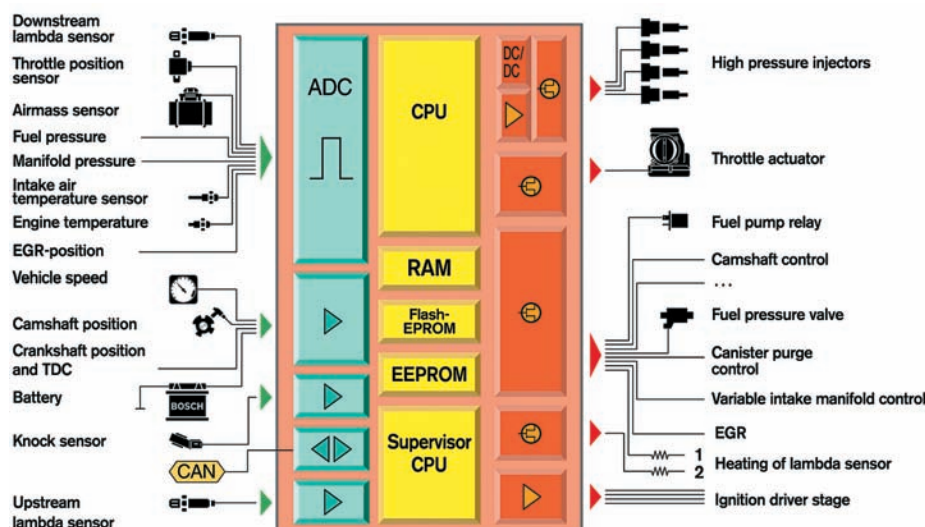 Downstream
lambda sensor
Throttle position
sensor
Airmass sensor
Fuel pressure
Manifold pressure
Intake air
temperature sensor
Engine temperature
EGR-position
Vehicle speed
Camshaft position
Crankshaft position
and TDC
Battery
BOSCH
Knock sensor
CAN
Upstream
lambda sensor
ADC
CPU
RAM
Flash-
EPROM
EEPROM
Supervisor
CPU
DC/
DC
High pressure injectors
Throttle actuator
Fuel pump relay
Camshaft control
...
Fuel pressure valve
Canister purge
control
Variable intake manifold control
EGR
1
2
Heating of lambda sensor
Ignition driver stage